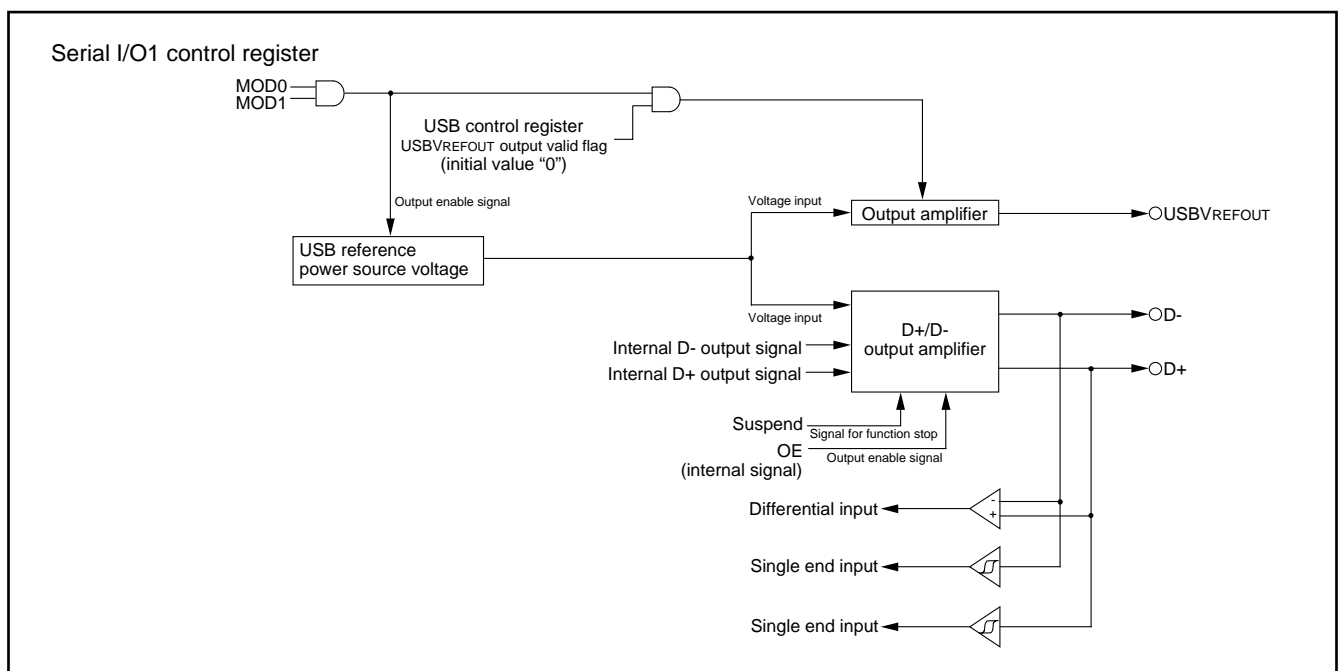 Serial I/O1 control register
MOD0
MOD1
USB control register
USBVREFOUT output valid flag
(initial value “0”)
Output enable signal
Voltage input
Output amplifier
USBVREFOUT
USB reference
power source voltage
Voltage input
D+/D-
output amplifier
D-
Internal D- output signal
Internal D+ output signal
D+
Suspend
Signal for function stop
OE
(internal signal)
Output enable signal
Differential input
-
+
Single end input
Single end input